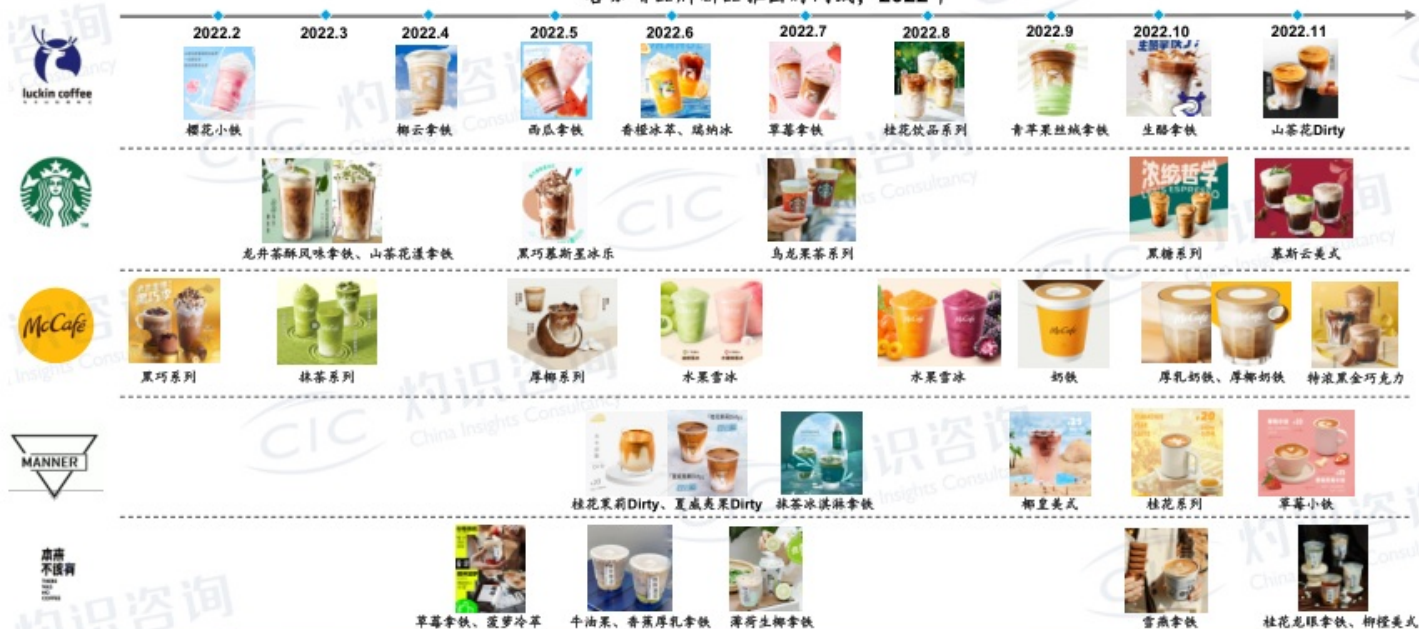 2022.2 2022.3 2022.4 2022.5 2022.6 2022.7 2022.8 2022.9 2022.10 2022.11
luckin coffee
樱花小铁 椰云拿铁 西瓜拿铁 香橙冰萃、瑞纳冰 草莓拿铁 桂花饮品系列 青苹果丝绒拿铁 生酪拿铁 山茶花Dirty
龙井茶酥风味拿铁、山茶花漾拿铁 黑巧慕斯星冰乐 乌龙果茶系列 黑糖系列 慕斯云美式
McCafé
黑巧系列 抹茶系列 厚椰系列 水果雪冰 水果雪冰 奶铁 厚乳奶铁、厚椰奶铁 特浓黑金巧克力
MANNER
桂花茉莉Dirty、夏威夷果Dirty 抹茶冰淇淋拿铁 椰皇美式 桂花系列 草莓小铁
本来
不该有
THERE
WAS
NO
COFFEE
草莓拿铁、菠萝冷萃 牛油果、香蕉厚乳拿铁 薄荷生椰拿铁 雪燕拿铁 桂花龙眼拿铁、柳橙美式
CIC 灼识咨询
China Insights Consultancy